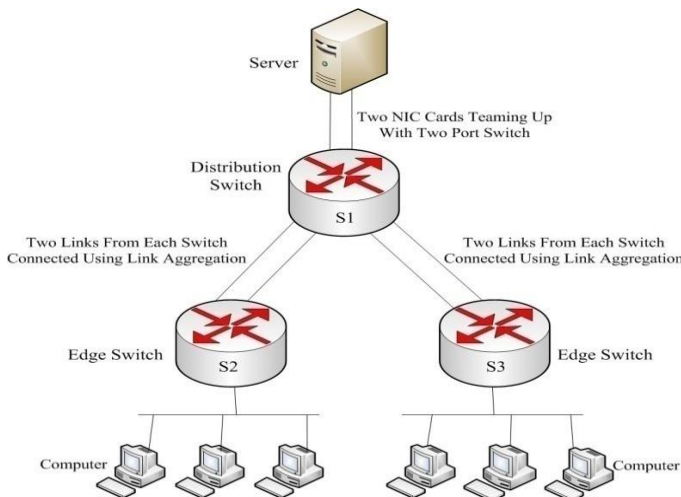 Server
Two NIC Cards Teaming Up
With Two Port Switch
Distribution
Switch
S1
Two Links From Each Switch
Connected Using Link Aggregation
Two Links From Each Switch
Connected Using Link Aggregation
Edge Switch
S2
S3
Edge Switch
Computer
Computer